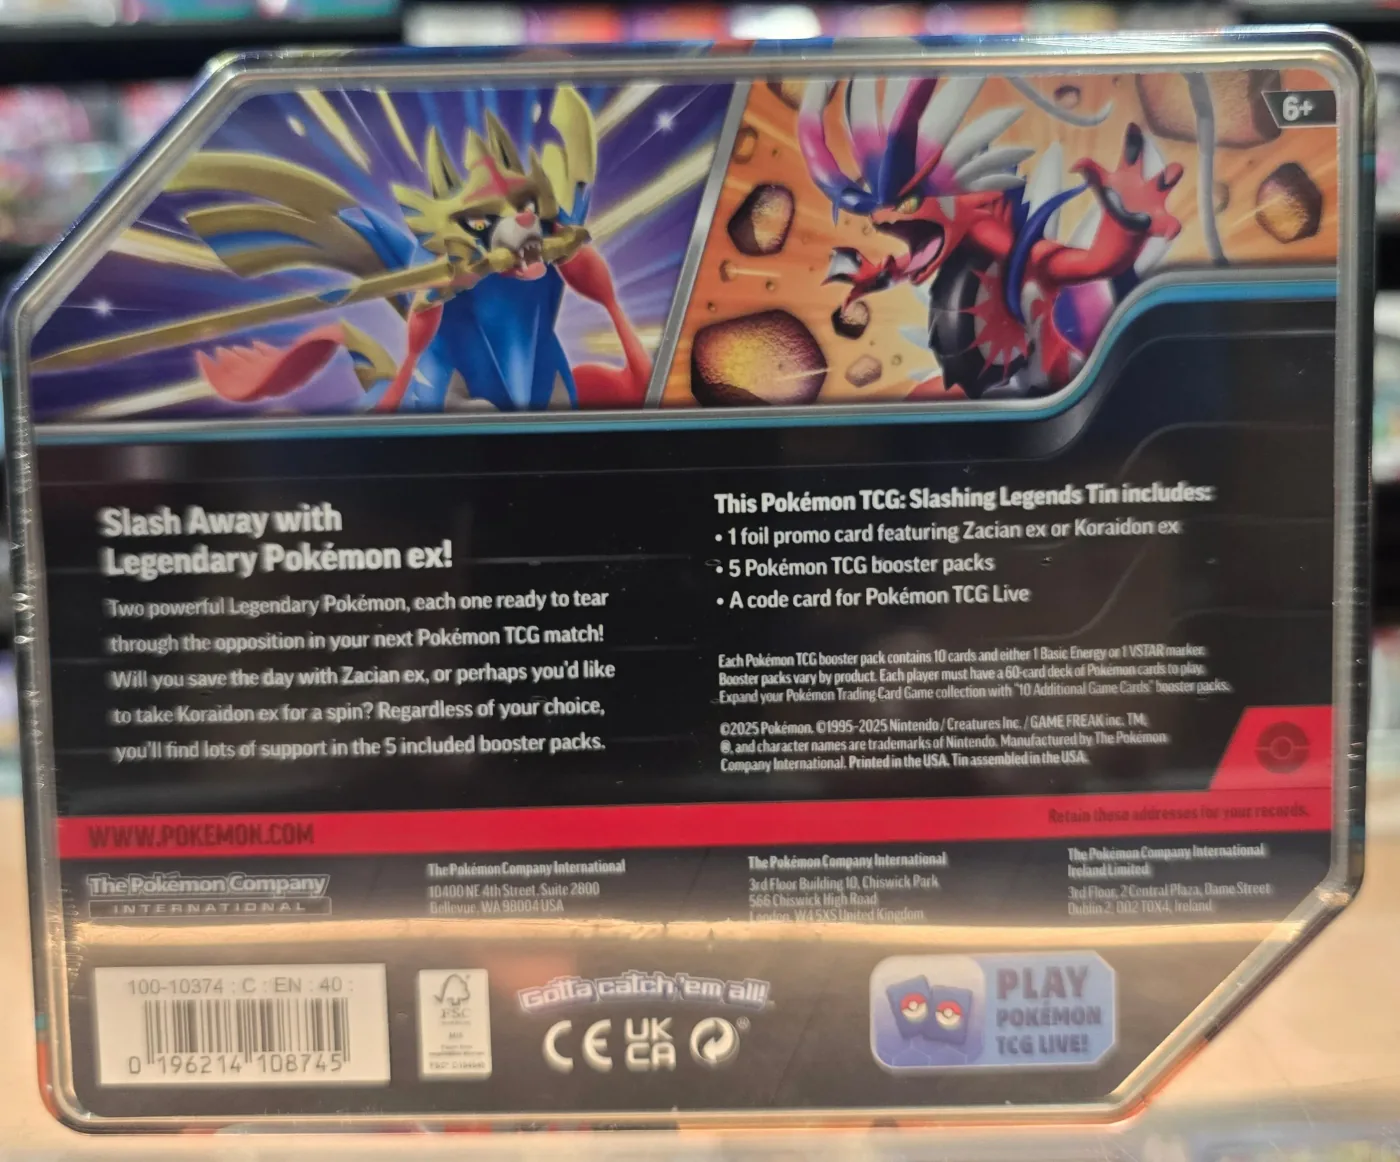 6+
Slash Away with
Legendary Pokémon ex!
Two powerful Legendary Pokémon, each one ready to tear
through the opposition in your next Pokémon TCG match!
Will you save the day with Zacian ex, or perhaps you'd like
to take Koraidon ex for a spin? Regardless of your choice,
you'll find lots of support in the 5 included booster packs.
This Pokémon TCG: Slashing Legends Tin includes:
• 1 foil promo card featuring Zacian ex or Koraidon ex
• 5 Pokémon TCG booster packs
• A code card for Pokémon TCG Live
Each Pokémon TCG booster pack contains 10 cards and either 1 Basic Energy or 1 VSTAR marker.
Booster packs vary by product. Each player must have a 60-card deck of Pokémon cards to play.
Expand your Pokémon Trading Card Game collection with "10 Additional Game Cards" booster packs.
©2025 Pokémon. ©1995–2025 Nintendo / Creatures Inc. / GAME FREAK inc. TM,
®, and character names are trademarks of Nintendo. Manufactured by The Pokémon
Company International. Printed in the USA. Tin assembled in the USA.
WWW.POKEMON.COM
Retain these addresses for your records.
The Pokémon Company
INTERNATIONAL
The Pokémon Company International
10400 NE 4th Street, Suite 2800
Bellevue, WA 98004 USA
The Pokémon Company International
3rd Floor Building 10, Chiswick Park
566 Chiswick High Road
London, W4 5XS United Kingdom
The Pokémon Company International
Ireland Limited
3rd Floor, 2 Central Plaza, Dame Street
Dublin 2, D02 T0X4, Ireland
100-10374 : C : EN : 40 :
0 196214 108745
FSC
Gotta catch 'em all!
CE UK
CA
®
PLAY
POKÉMON
TCG LIVE!